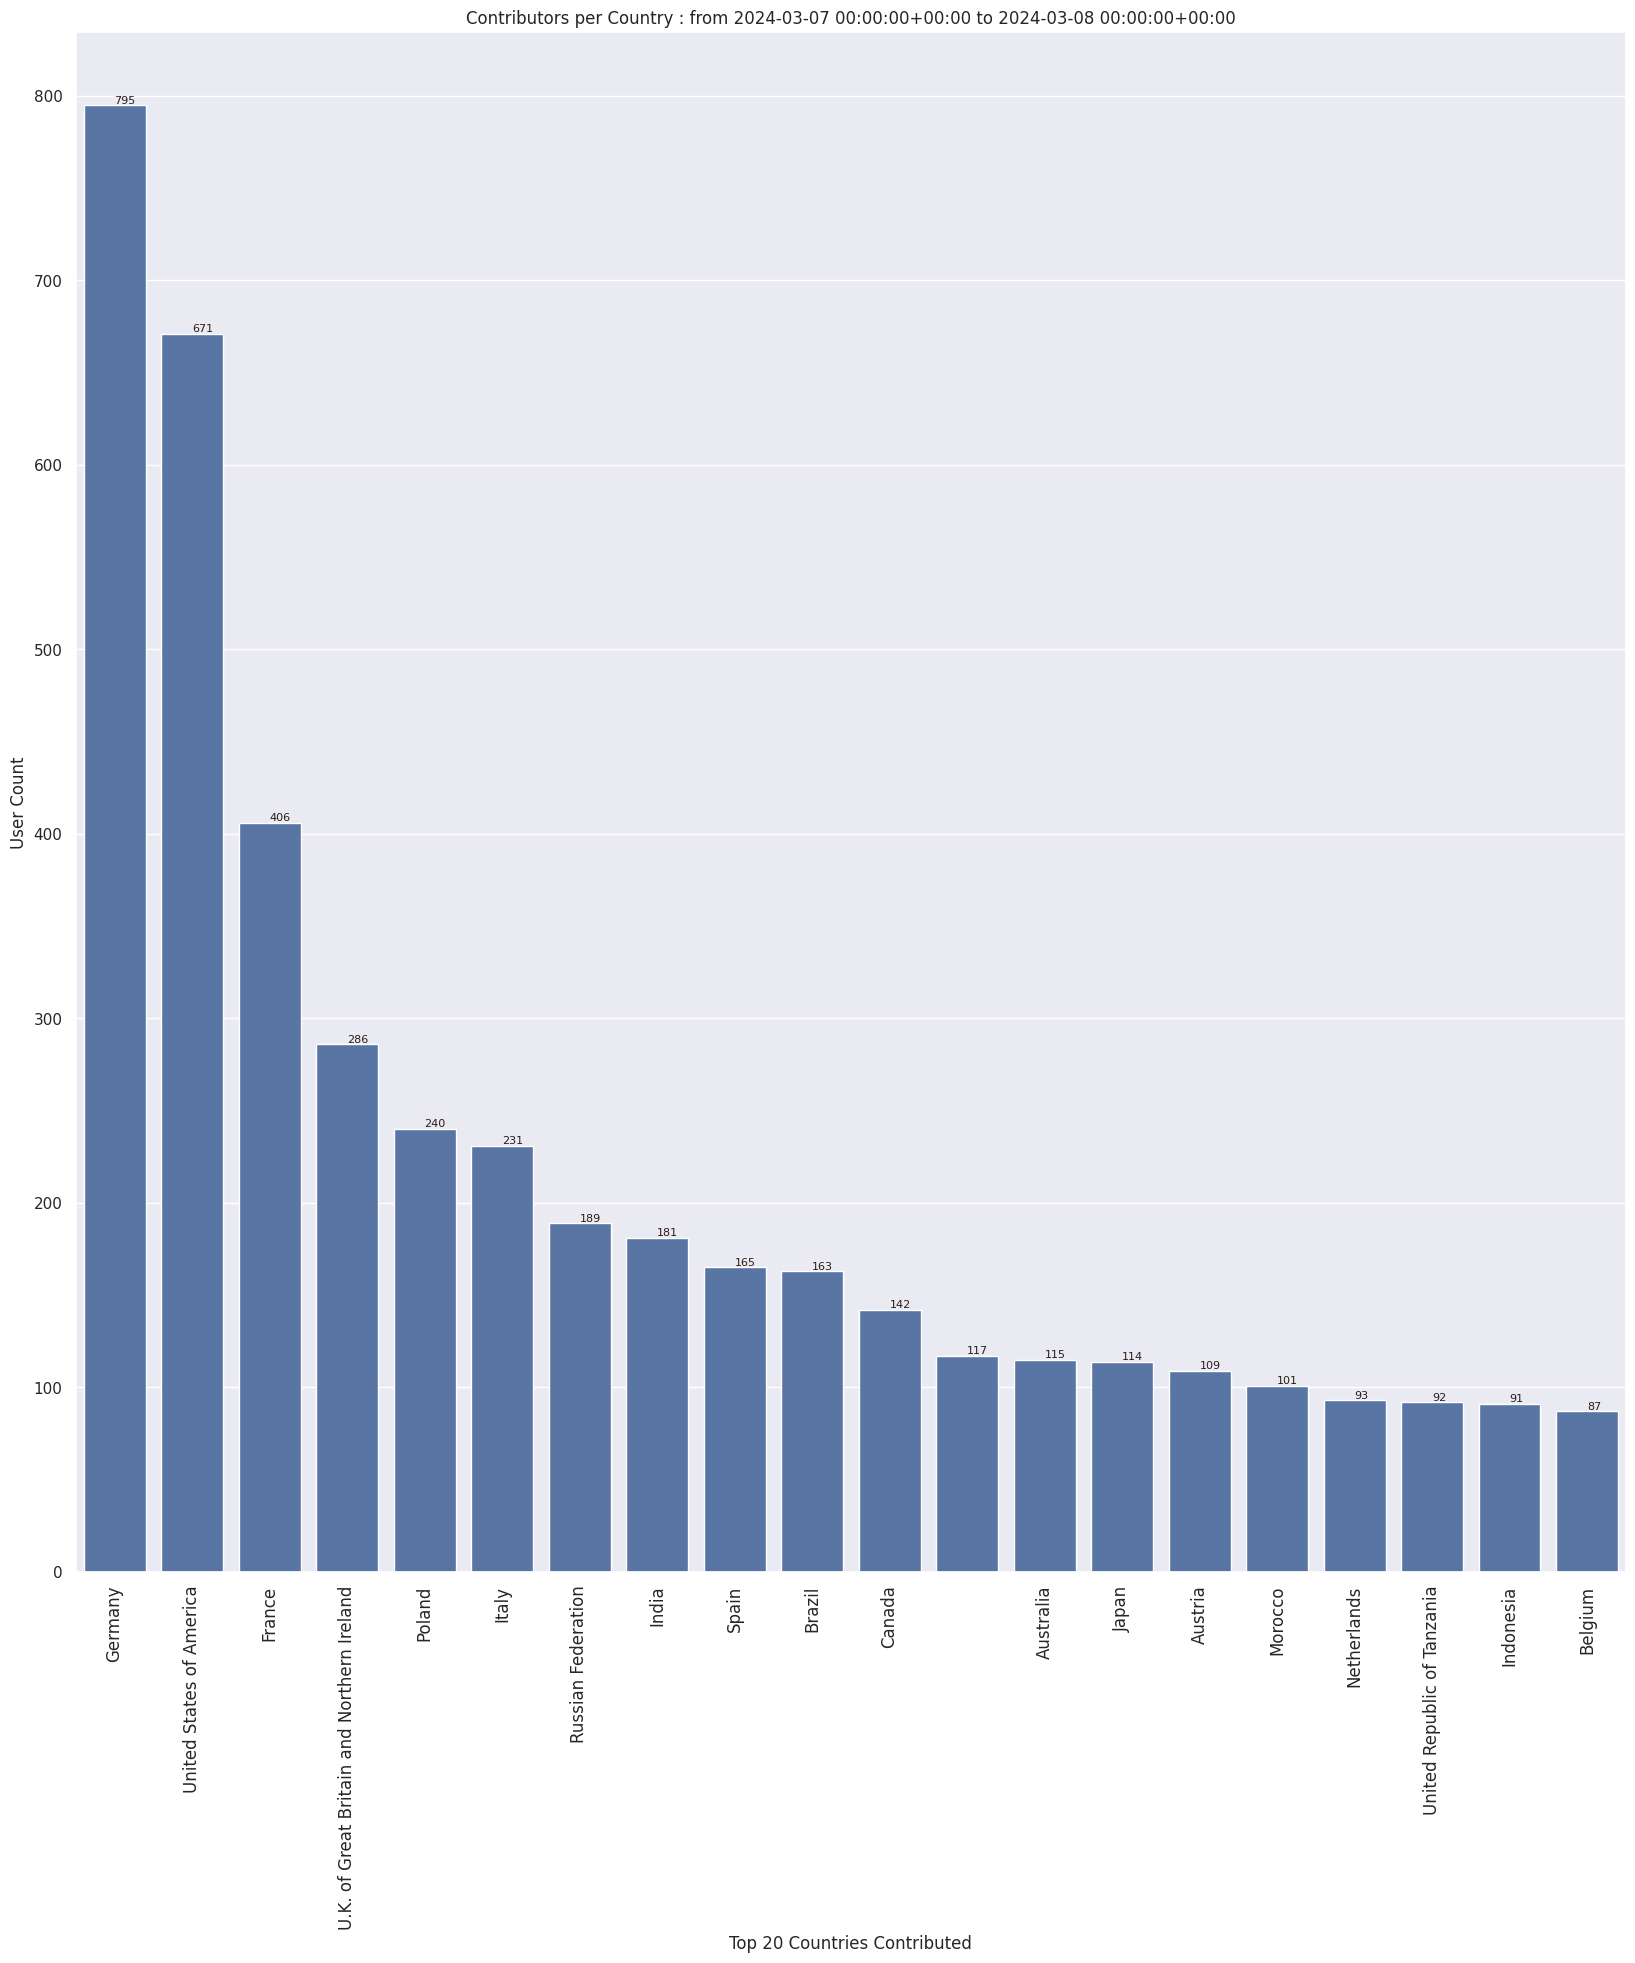 Contributors per Country : from 2024-03-07 00:00:00+00:00 to 2024-03-08 00:00:00+00:00
User Count
800
700
600
500
400
300
200
100
0
795
671
406
286
240
231
189
181
165
163
142
117
115
114
109
101
93
92
91
87
Germany
United States of America
France
U.K. of Great Britain and Northern Ireland
Poland
Italy
Russian Federation
India
Spain
Brazil
Canada
Australia
Japan
Austria
Morocco
Netherlands
United Republic of Tanzania
Indonesia
Belgium
Top 20 Countries Contributed